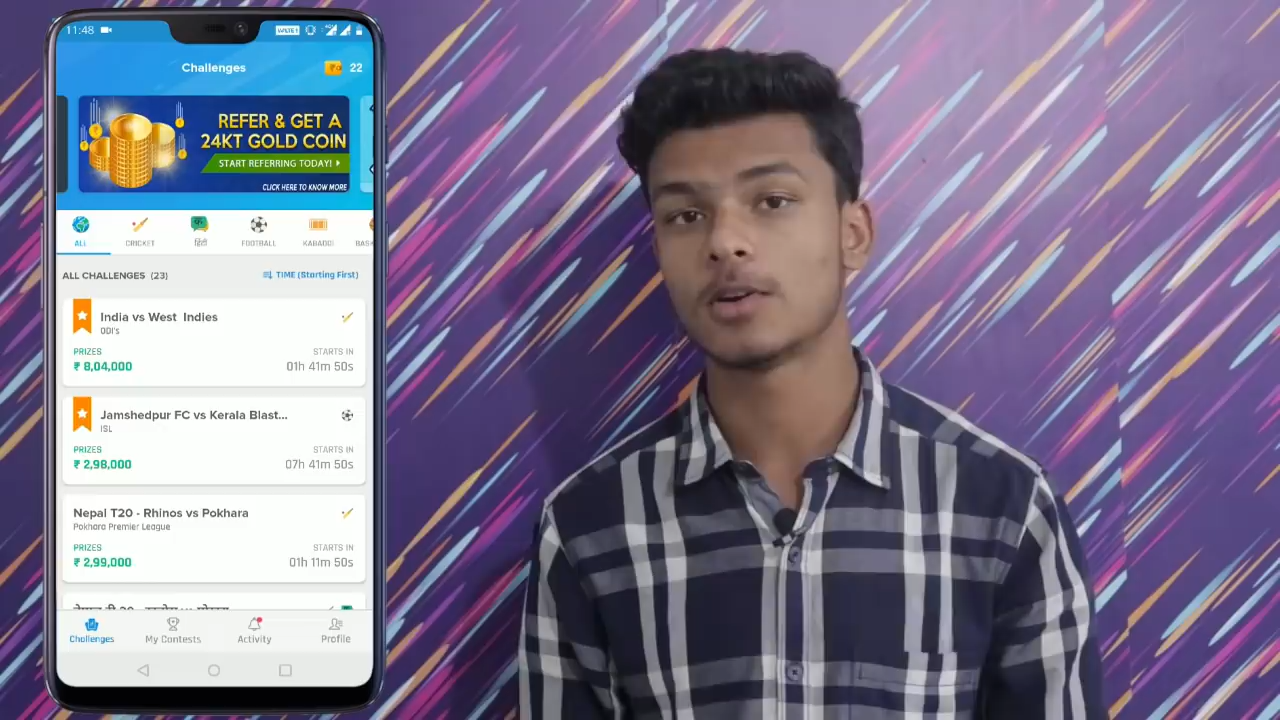 11:48
Challenges
22
REFER & GET A
24KT GOLD COIN
START REFERRING TODAY!
CLICK HERE TO KNOW MORE
ALL
CRICKET
हिंदी
FOOTBALL
KABADDI
ALL CHALLENGES (23)
TIME (Starting First)
India vs West Indies
ODI's
PRIZES
STARTS IN
₹ 8,04,000
01h 41m 50s
Jamshedpur FC vs Kerala Blast...
ISL
PRIZES
STARTS IN
₹ 2,98,000
07h 41m 50s
Nepal T20 - Rhinos vs Pokhara
Pokhara Premier League
PRIZES
STARTS IN
₹ 2,99,000
01h 11m 50s
Challenges
My Contests
Activity
Profile